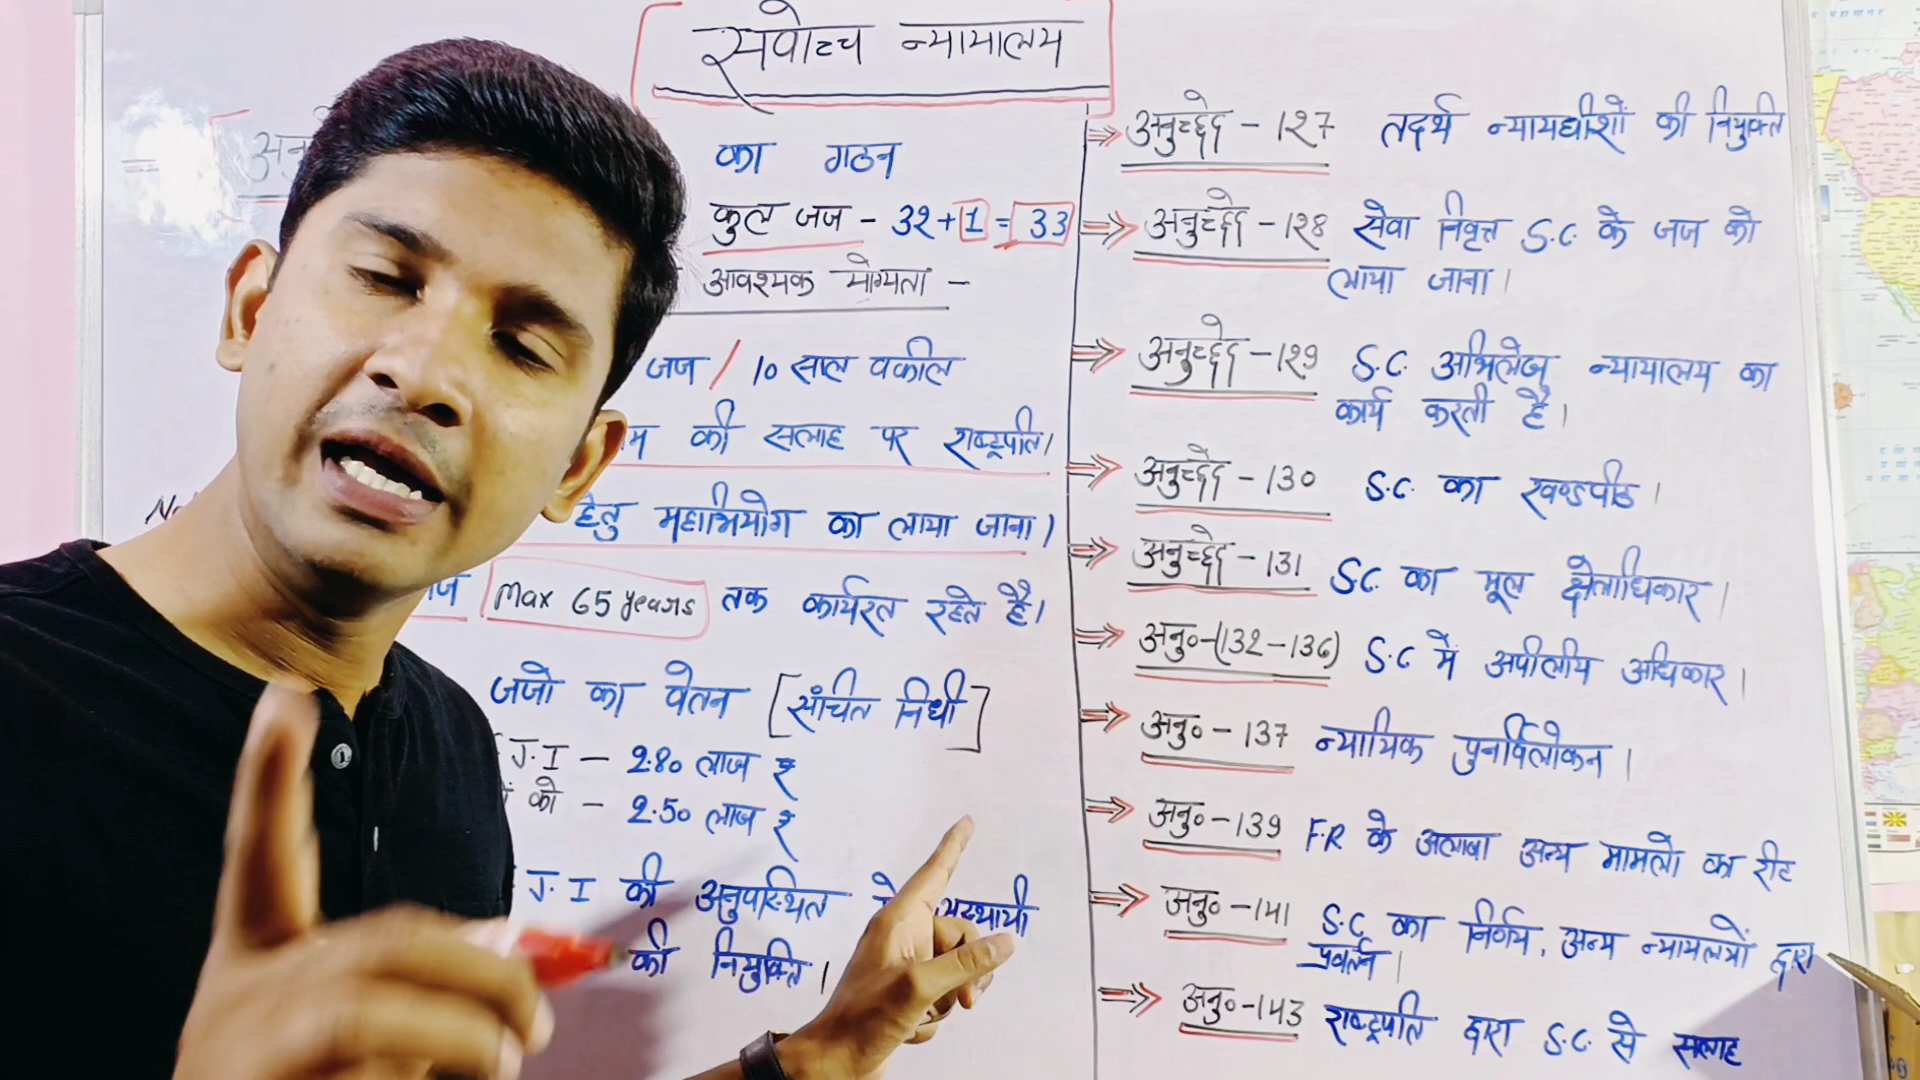 सर्वोच्च न्यायालय
का गठन
कुल जज - 32+1 = 33
आवश्यक योग्यता -
जज / 10 साल वकील
की सलाह पर राष्ट्रपति।
हेतु महाभियोग का लाया जाना।
Max 65 years तक कार्यरत रहते है।
जजो का वेतन [संचित निधी]
J.I - 2.80 लाख ₹
को - 2.50 लाख ₹
J.I की अनुपस्थित अस्थायी
की नियुक्ति।
⇒ अनुच्छेद - 127 तदर्थ न्यायधीशों की नियुक्ति
⇒ अनुच्छेद - 128 सेवा निवृत्त S.C. के जज को
लाया जाना।
⇒ अनुच्छेद - 129 S.C. अभिलेख न्यायालय का
कार्य करती है।
⇒ अनुच्छेद - 130 S.C. का खण्डपीठ।
⇒ अनुच्छेद - 131 S.C. का मूल क्षेत्राधिकार।
⇒ अनु०-(132-136) S.C में अपीलीय अधिकार।
⇒ अनु० - 137 न्यायिक पुनर्विलोकन।
⇒ अनु० - 139 F.R के अलावा अन्य मामलो का रीट
⇒ अनु० - 141 S.C. का निर्णय, अन्य न्यायलयों द्वारा
प्रवर्तन।
⇒ अनु० - 143 राष्ट्रपति द्वारा S.C. से सलाह